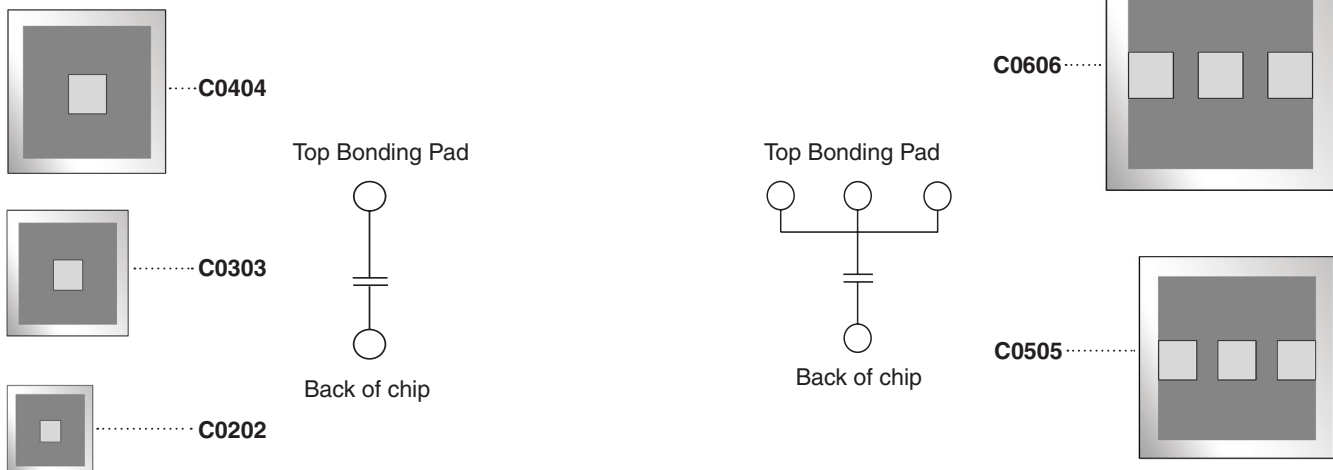 C0404
Top Bonding Pad
Back of chip
C0303
C0202
C0606
Top Bonding Pad
Back of chip
C0505